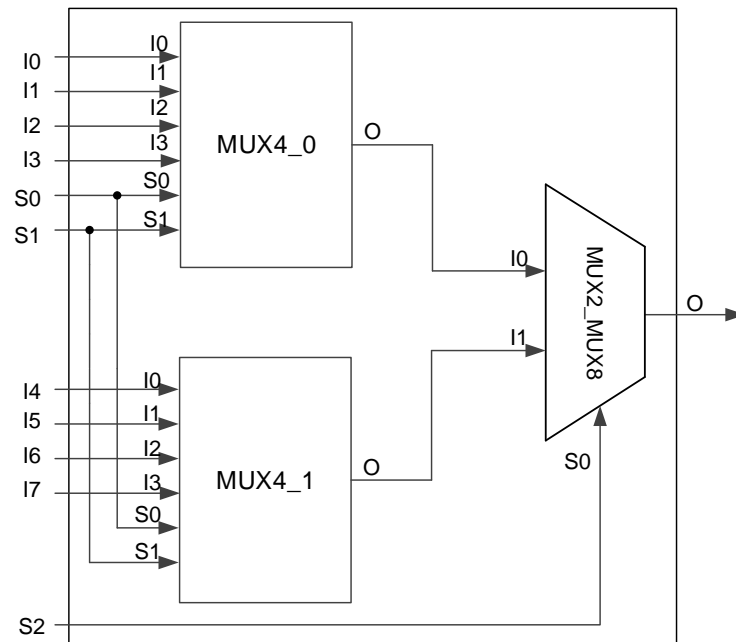 I0
I1
I2
I3
S0
S1
I0
I1
I2
I3
S0
S1
MUX4_0
O
I0
I1
MUX2_MUX8
S0
O
I4
I5
I6
I7
I0
I1
I2
I3
S0
S1
MUX4_1
O
S2